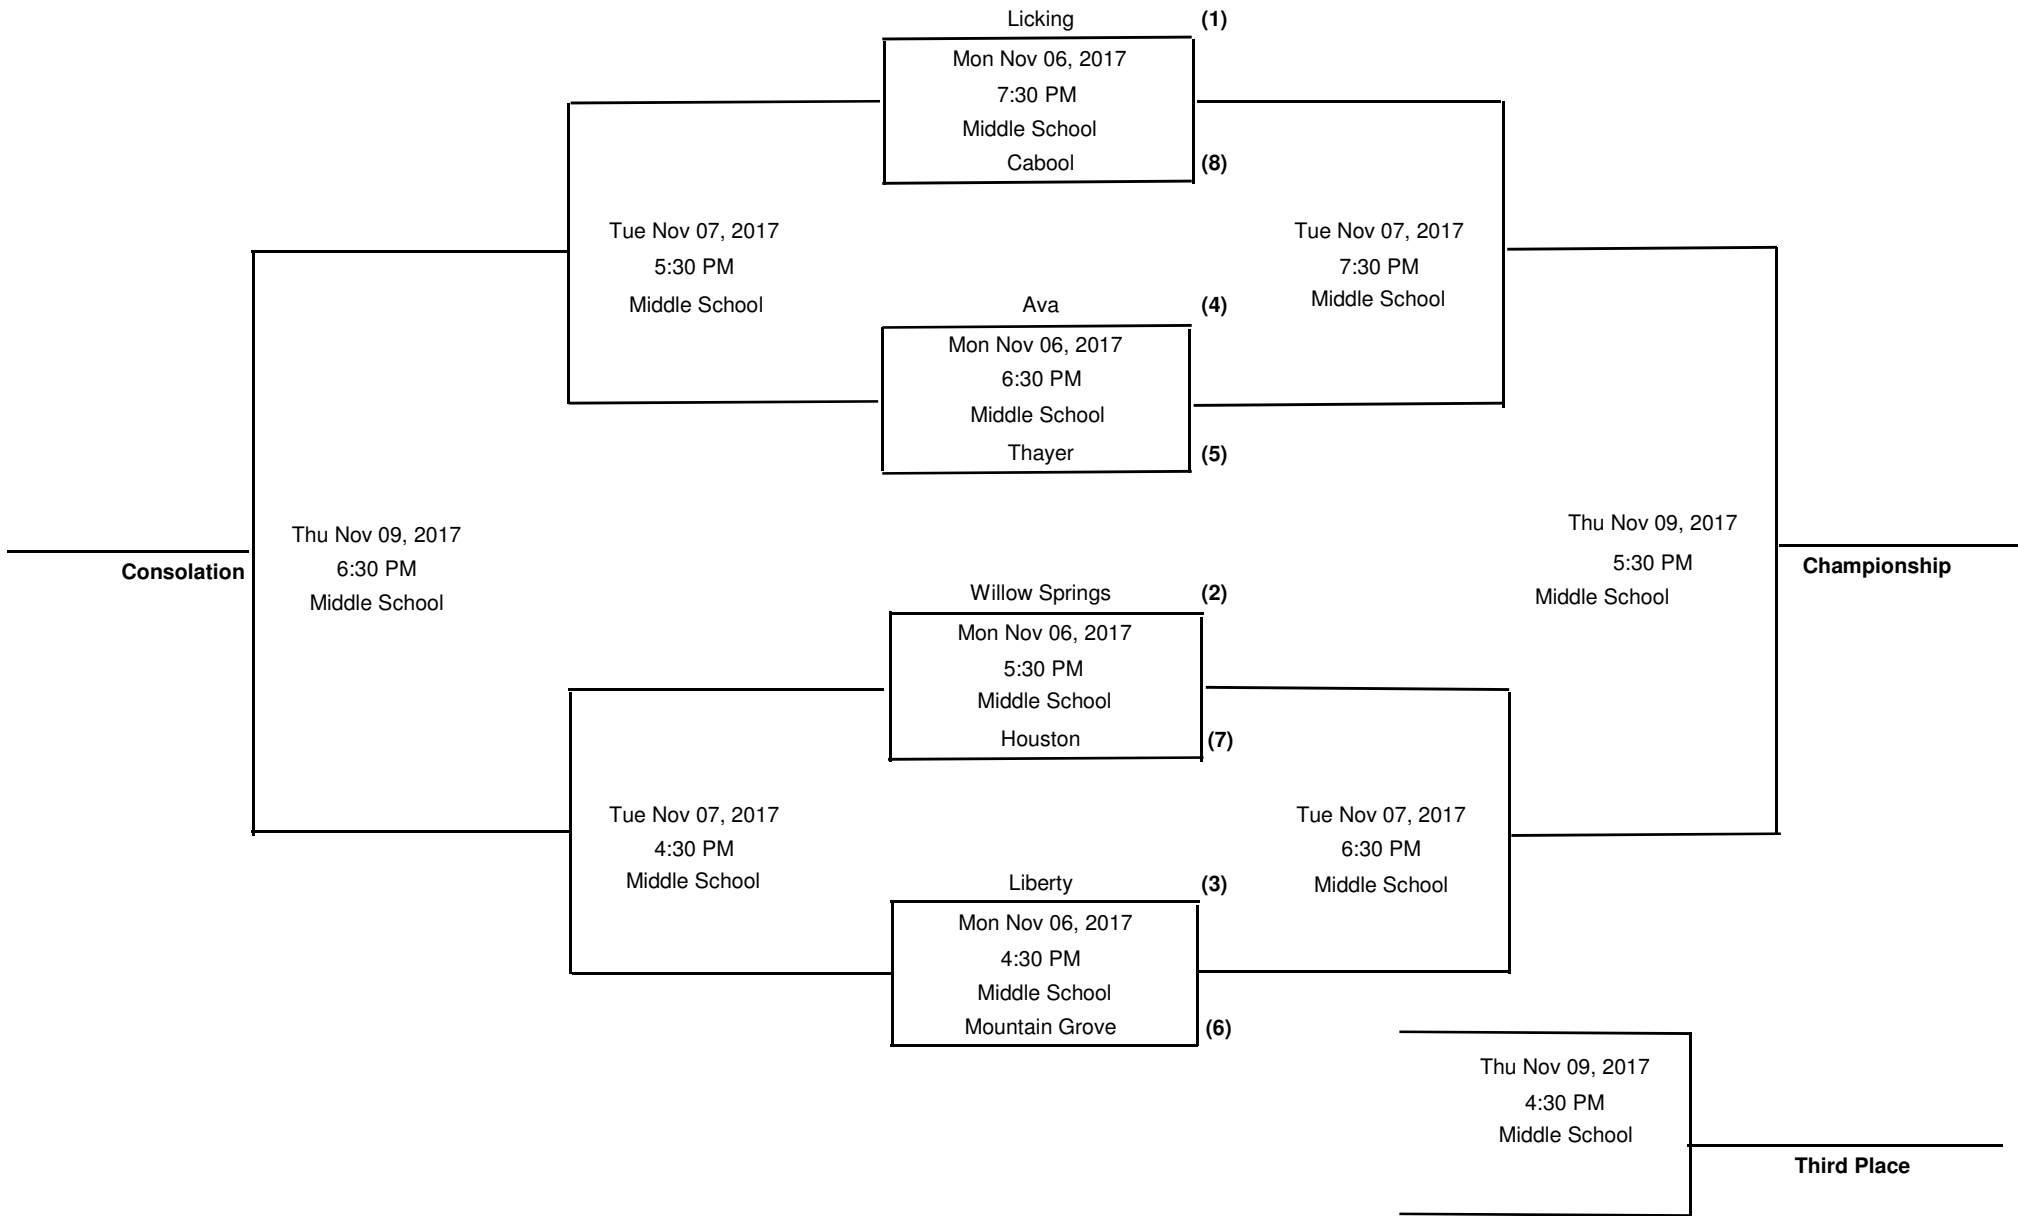 Licking (1)
Mon Nov 06, 2017
7:30 PM
Middle School
Cabool (8)
Tue Nov 07, 2017
5:30 PM
Middle School
Tue Nov 07, 2017
7:30 PM
Middle School
Ava (4)
Mon Nov 06, 2017
6:30 PM
Middle School
Thayer (5)
Thu Nov 09, 2017
6:30 PM
Middle School
Consolation
Thu Nov 09, 2017
5:30 PM
Middle School
Championship
Willow Springs (2)
Mon Nov 06, 2017
5:30 PM
Middle School
Houston (7)
Tue Nov 07, 2017
4:30 PM
Middle School
Tue Nov 07, 2017
6:30 PM
Middle School
Liberty (3)
Mon Nov 06, 2017
4:30 PM
Middle School
Mountain Grove (6)
Thu Nov 09, 2017
4:30 PM
Middle School
Third Place